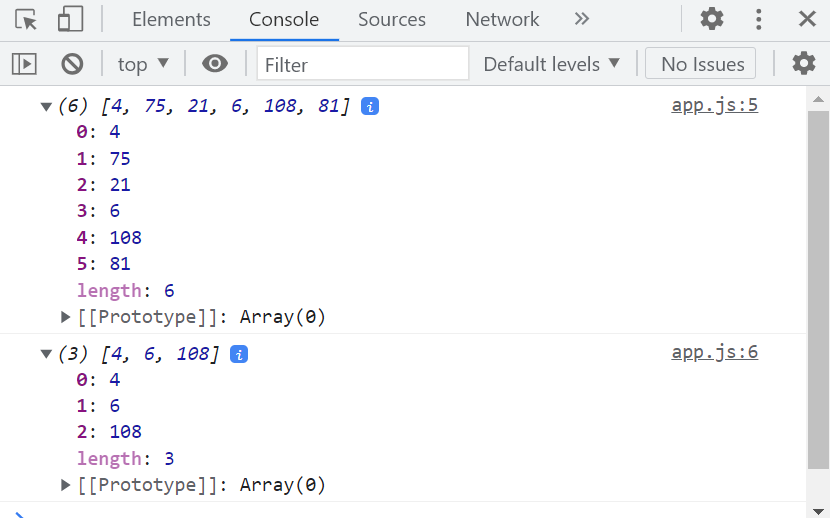 Elements Console Sources Network
top Filter Default levels No Issues
(6) [4, 75, 21, 6, 108, 81] i app.js:5
0: 4
1: 75
2: 21
3: 6
4: 108
5: 81
length: 6
[[Prototype]]: Array(0)
(3) [4, 6, 108] i app.js:6
0: 4
1: 6
2: 108
length: 3
[[Prototype]]: Array(0)